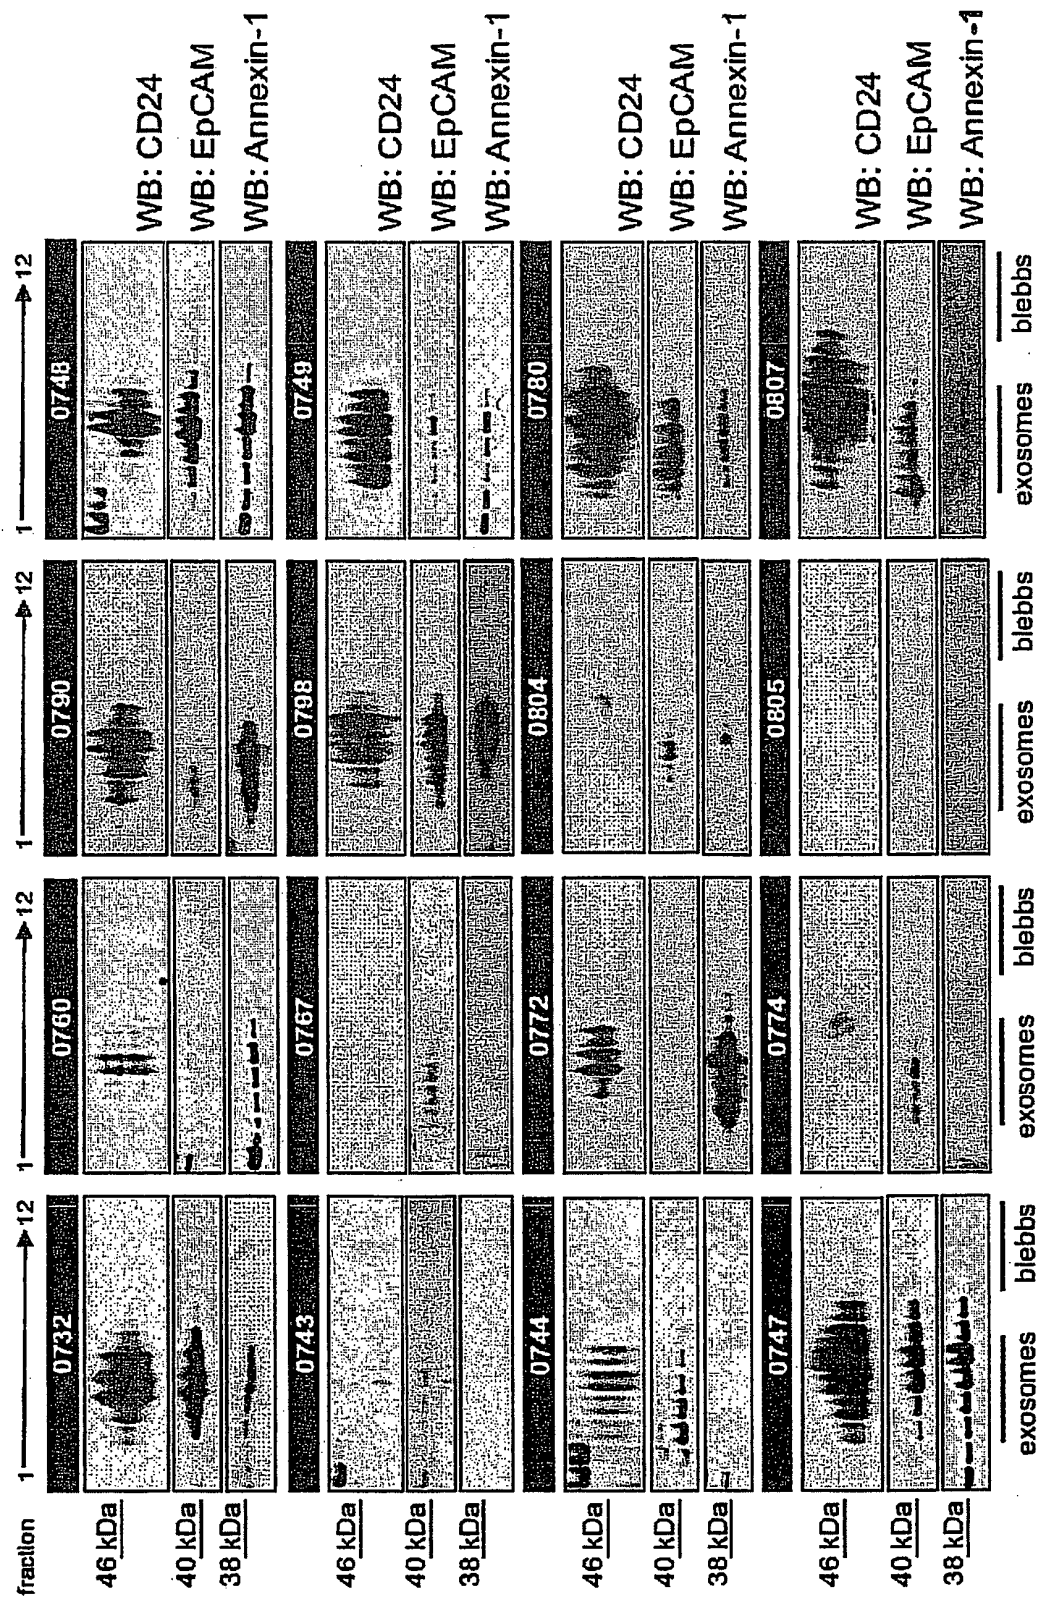 fraction
1 12 1 12 1 12 1 12
0732 0760 0790 0748
46 kDa WB: CD24
40 kDa WB: EpCAM
38 kDa WB: Annexin-1
0743 0767 0798 0749
46 kDa WB: CD24
40 kDa WB: EpCAM
38 kDa WB: Annexin-1
0744 0772 0804 0780
46 kDa WB: CD24
40 kDa WB: EpCAM
38 kDa WB: Annexin-1
0747 0774 0805 0807
46 kDa WB: CD24
40 kDa WB: EpCAM
38 kDa WB: Annexin-1
exosomes blebbs exosomes blebbs exosomes blebbs exosomes blebbs